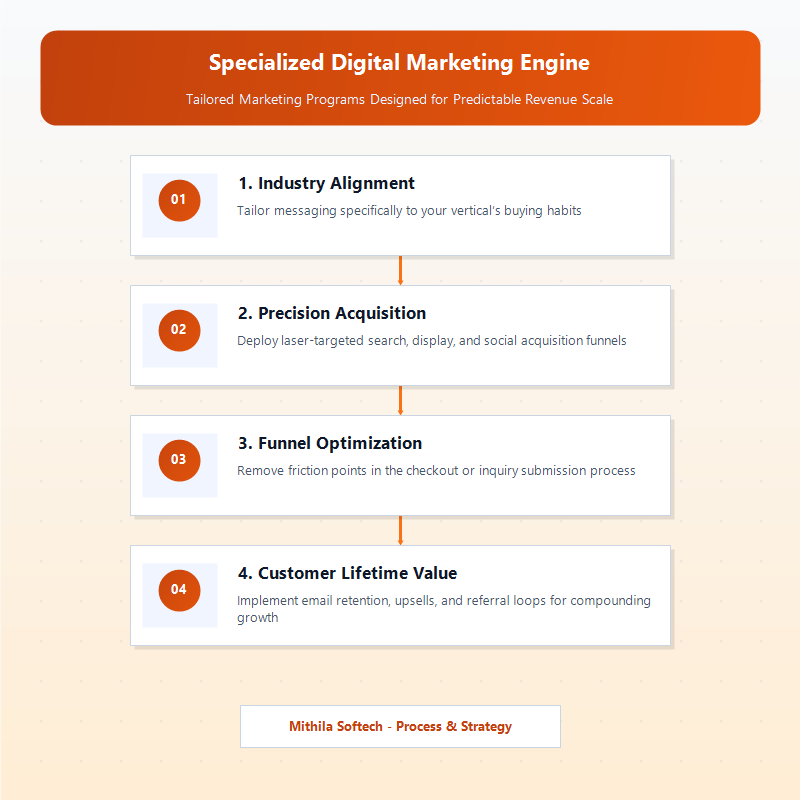 Specialized Digital Marketing Engine
Tailored Marketing Programs Designed for Predictable Revenue Scale
01
1. Industry Alignment
Tailor messaging specifically to your vertical's buying habits
02
2. Precision Acquisition
Deploy laser-targeted search, display, and social acquisition funnels
03
3. Funnel Optimization
Remove friction points in the checkout or inquiry submission process
04
4. Customer Lifetime Value
Implement email retention, upsells, and referral loops for compounding
growth
Mithila Softech - Process & Strategy